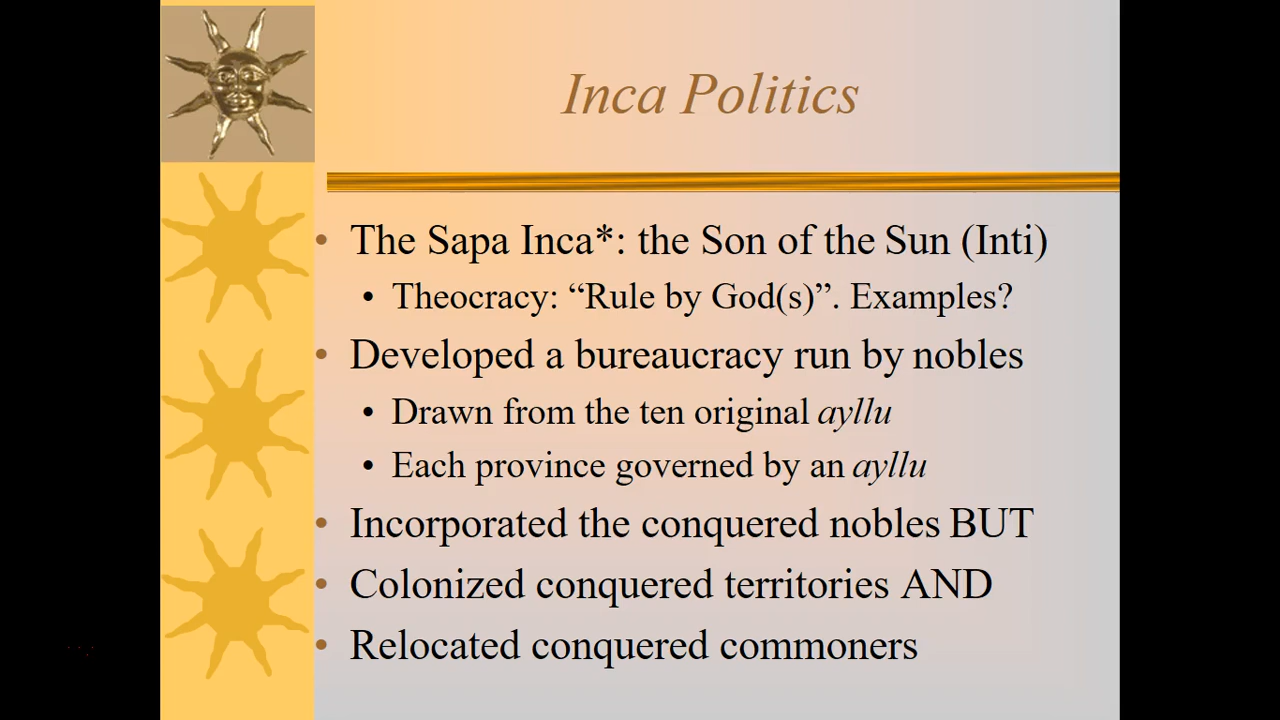 Inca Politics
• The Sapa Inca*: the Son of the Sun (Inti)
• Theocracy: “Rule by God(s)”. Examples?
• Developed a bureaucracy run by nobles
• Drawn from the ten original ayllu
• Each province governed by an ayllu
• Incorporated the conquered nobles BUT
• Colonized conquered territories AND
• Relocated conquered commoners